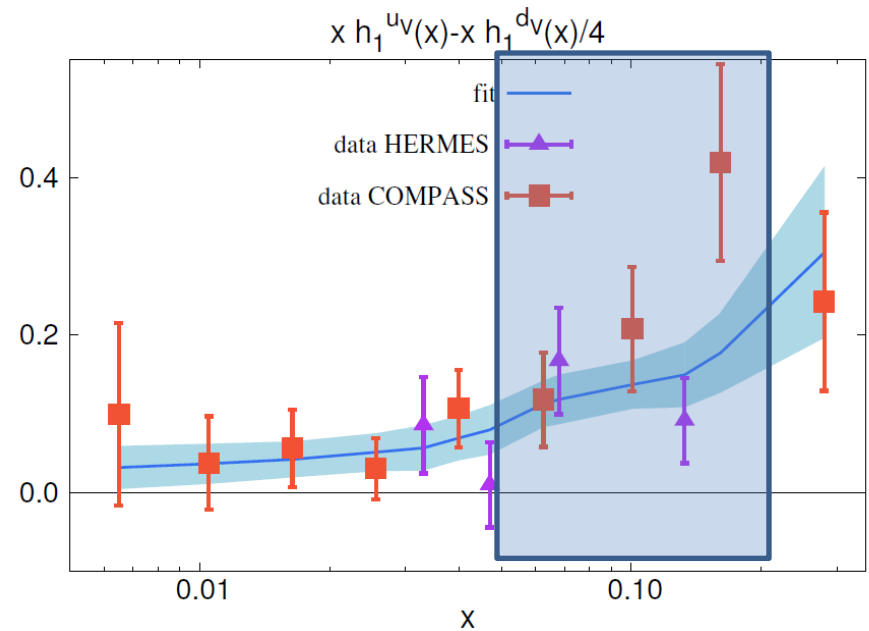 x h₁ᵘⱽ(x)-x h₁ᵈⱽ(x)/4
fit
data HERMES
data COMPASS
0.4
0.2
0.0
0.01 0.10
x